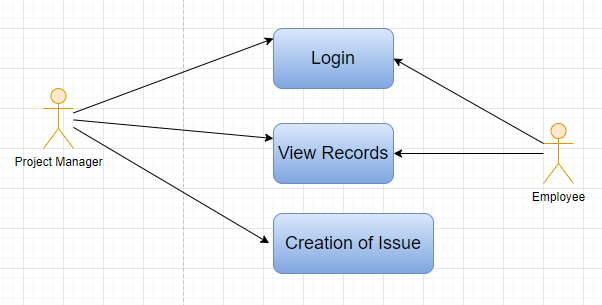 Login
Project Manager
View Records
Employee
Creation of Issue